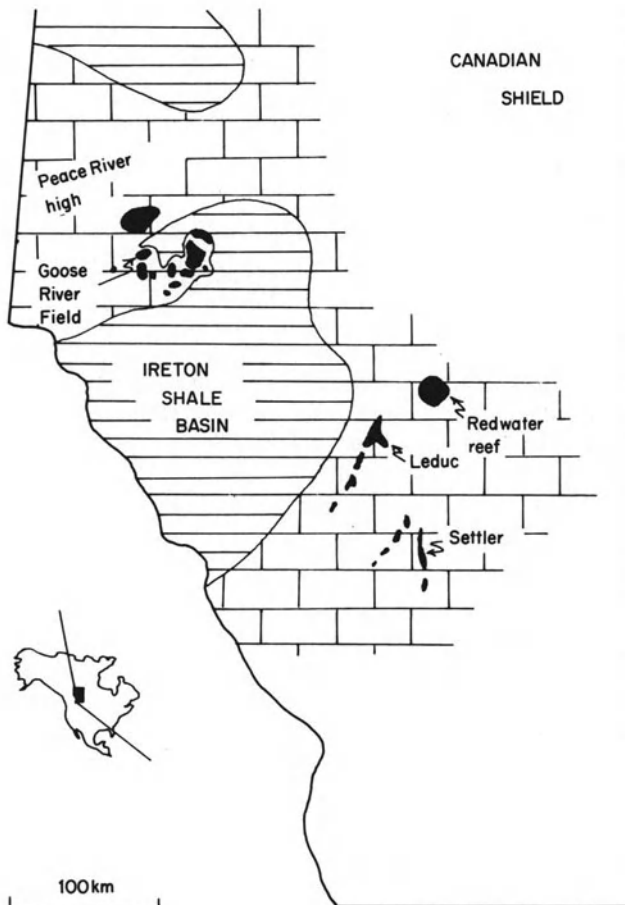 CANADIAN
SHIELD
Peace River
high
Goose
River
Field
IRETON
SHALE
BASIN
Redwater
reef
Leduc
Settler
100km